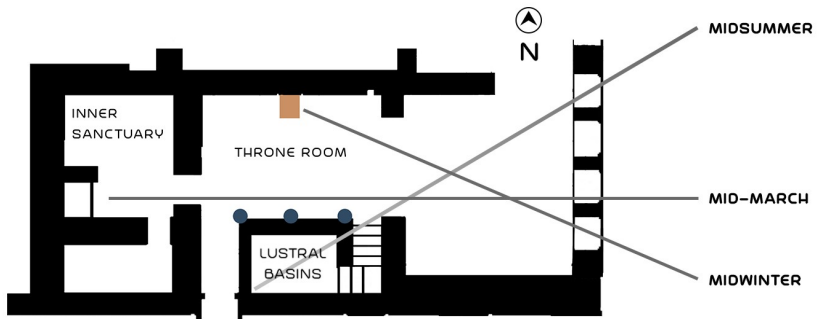 N
MIDSUMMER
INNER
SANCTUARY
THRONE ROOM
MID-MARCH
LUSTRAL
BASINS
MIDWINTER